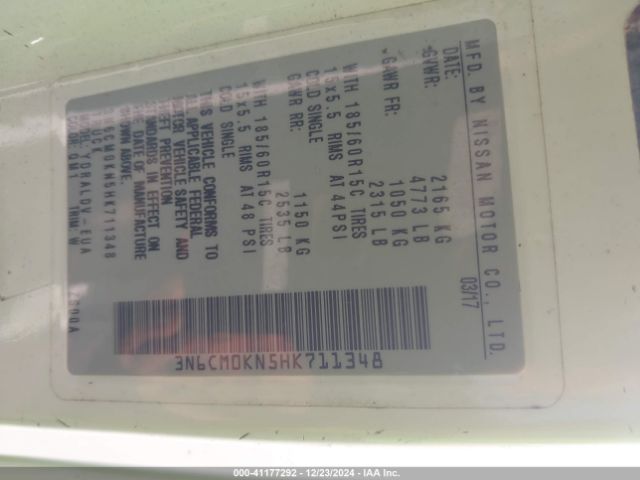 MFD. BY NISSAN MOTOR CO., LTD.
DATE: 03/17
GVWR: 2165 KG
4773 LB
GAWR FR: 1050 KG
2315 LB
WITH 185/60R15C TIRES
15x5.5 RIMS AT 44PSI
COLD SINGLE
GAWR RR: 1150 KG
2535 LB
WITH 185/60R15C TIRES
15x5.5 RIMS AT 48 PSI
COLD SINGLE
THIS VEHICLE CONFORMS TO
ALL APPLICABLE FEDERAL
MOTOR VEHICLE SAFETY AND
THEFT PREVENTION
STANDARDS IN EFFECT ON
THE DATE OF MANUFACTURE
SHOWN ABOVE.
3N6CM0KN5HK711348
COLOR: QM1 TRIM: W
3N6CM0KN5HK711348
000-41177292 - 12/23/2024 - IAA Inc.